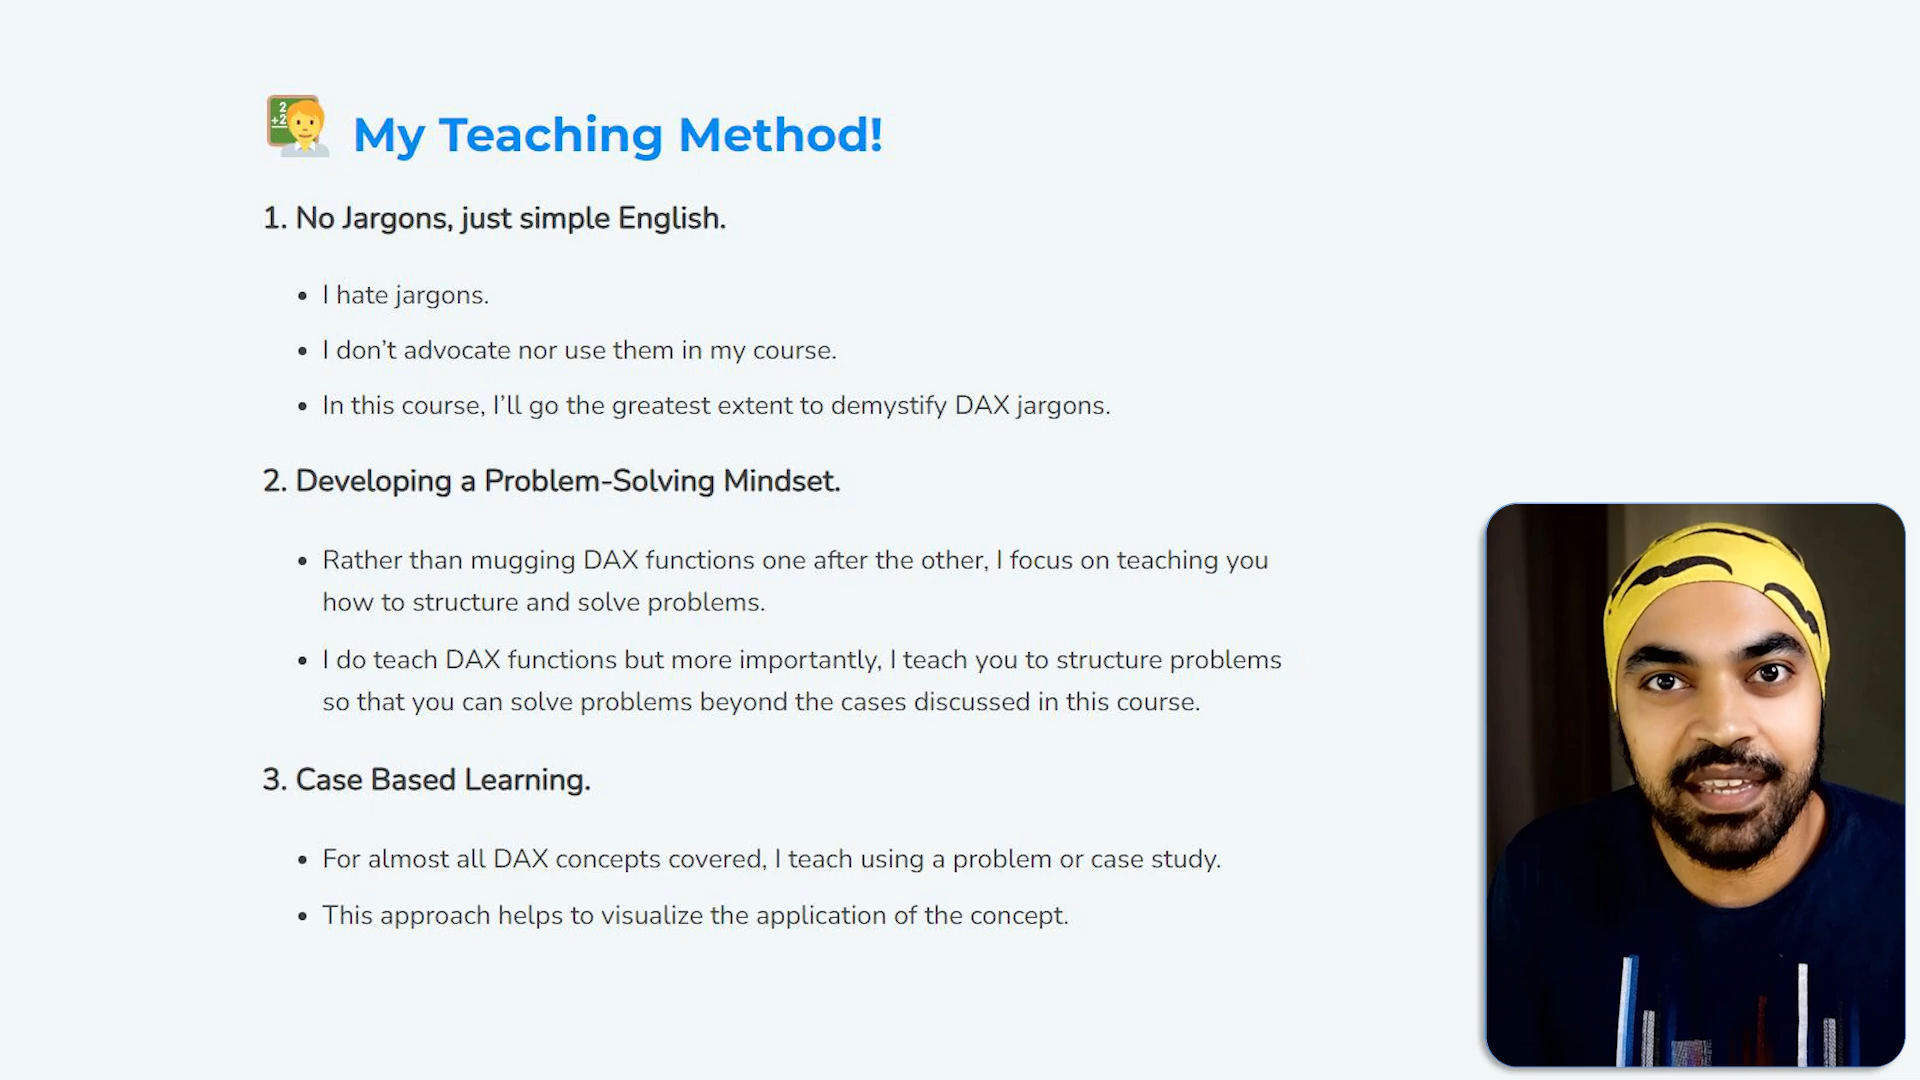 2
+2
My Teaching Method!
1. No Jargons, just simple English.
• I hate jargons.
• I don’t advocate nor use them in my course.
• In this course, I’ll go the greatest extent to demystify DAX jargons.
2. Developing a Problem-Solving Mindset.
• Rather than mugging DAX functions one after the other, I focus on teaching you
how to structure and solve problems.
• I do teach DAX functions but more importantly, I teach you to structure problems
so that you can solve problems beyond the cases discussed in this course.
3. Case Based Learning.
• For almost all DAX concepts covered, I teach using a problem or case study.
• This approach helps to visualize the application of the concept.